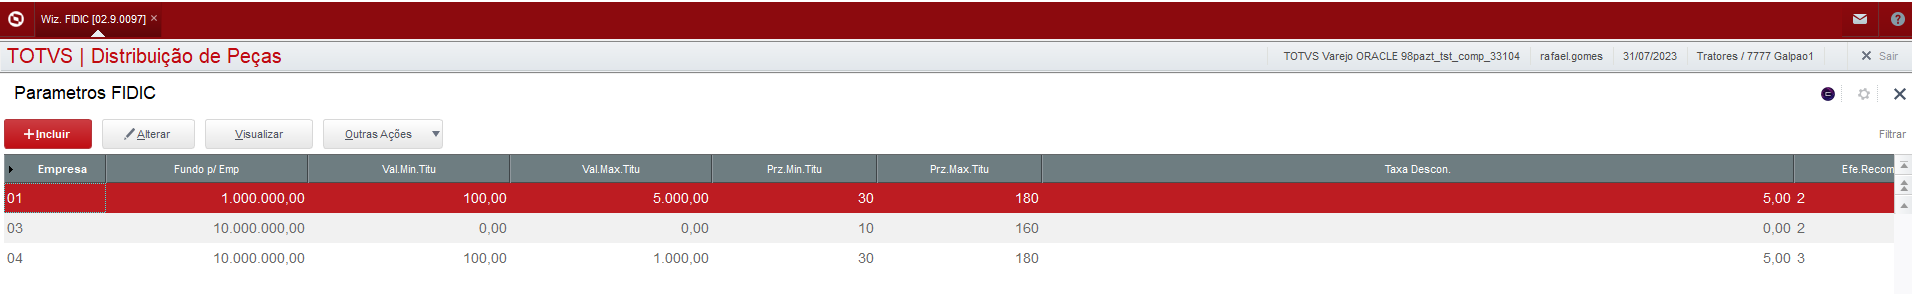 Wiz. FIDIC [02.9.0097] ×
TOTVS | Distribuição de Peças
TOTVS Varejo ORACLE 98pazt_tst_comp_33104 rafael.gomes 31/07/2023 Tratores / 7777 Galpao1 Sair
Parametros FIDIC
+ Incluir Alterar Visualizar Outras Ações Filtrar
Empresa Fundo p/ Emp Val.Min.Titu Val.Max.Titu Prz.Min.Titu Prz.Max.Titu Taxa Descon. Efe.Recom
01 1.000.000,00 100,00 5.000,00 30 180 5,00 2
03 10.000.000,00 0,00 0,00 10 160 0,00 2
04 10.000.000,00 100,00 1.000,00 30 180 5,00 3